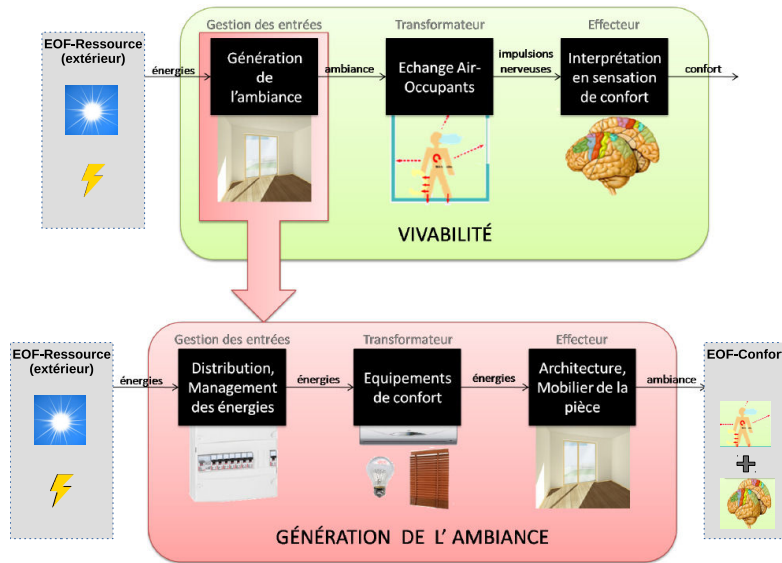 Gestion des entrées
Transformateur
Effecteur
EOF-Ressource
(extérieur)
énergies
Génération
de
l'ambiance
ambiance
Echange Air-
Occupants
impulsions
nerveuses
Interprétation
en sensation
de confort
confort
VIVABILITÉ
Gestion des entrées
Transformateur
Effecteur
EOF-Ressource
(extérieur)
énergies
Distribution,
Management
des énergies
énergies
Equipements
de confort
énergies
Architecture,
Mobilier de la
pièce
ambiance
EOF-Confor
GÉNÉRATION DE L' AMBIANCE